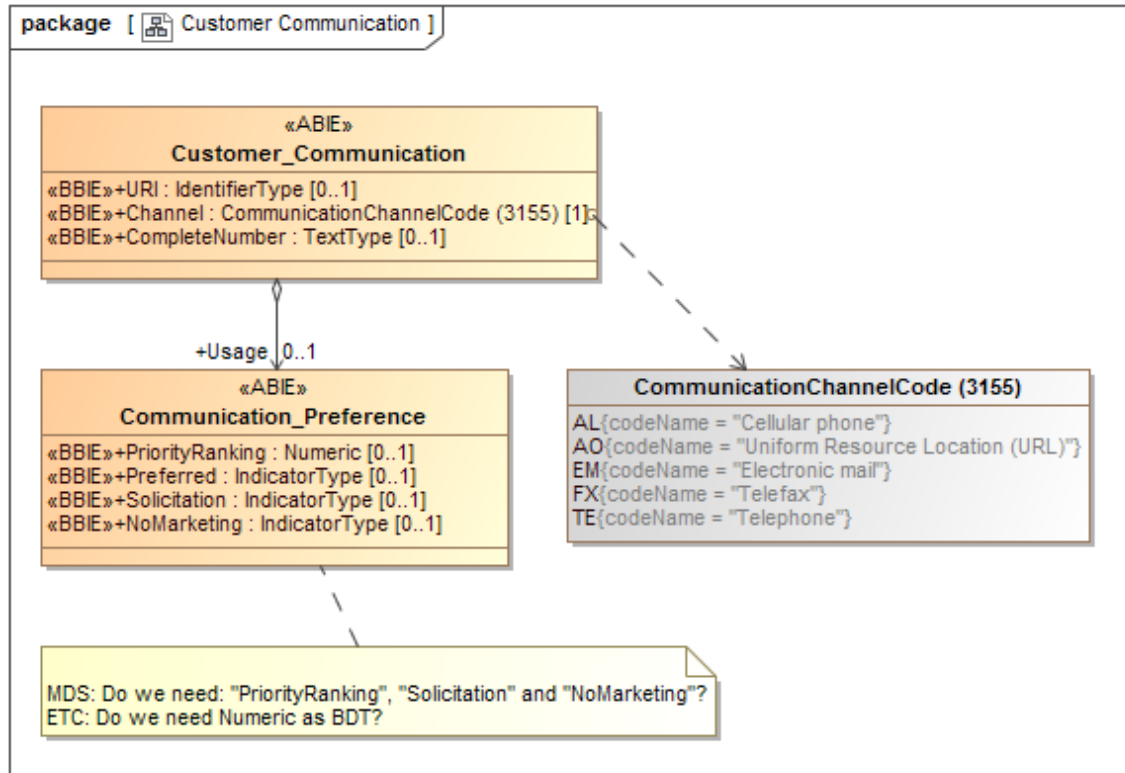 package [ Customer Communication ]
«ABIE»
Customer_Communication
«BBIE»+URI : IdentifierType [0..1]
«BBIE»+Channel : CommunicationChannelCode (3155) [1]
«BBIE»+CompleteNumber : TextType [0..1]
+Usage 0..1
«ABIE»
Communication_Preference
«BBIE»+PriorityRanking : Numeric [0..1]
«BBIE»+Preferred : IndicatorType [0..1]
«BBIE»+Solicitation : IndicatorType [0..1]
«BBIE»+NoMarketing : IndicatorType [0..1]
CommunicationChannelCode (3155)
AL{codeName = "Cellular phone"}
AO{codeName = "Uniform Resource Location (URL)"}
EM{codeName = "Electronic mail"}
FX{codeName = "Telefax"}
TE{codeName = "Telephone"}
MDS: Do we need: "PriorityRanking", "Solicitation" and "NoMarketing"?
ETC: Do we need Numeric as BDT?